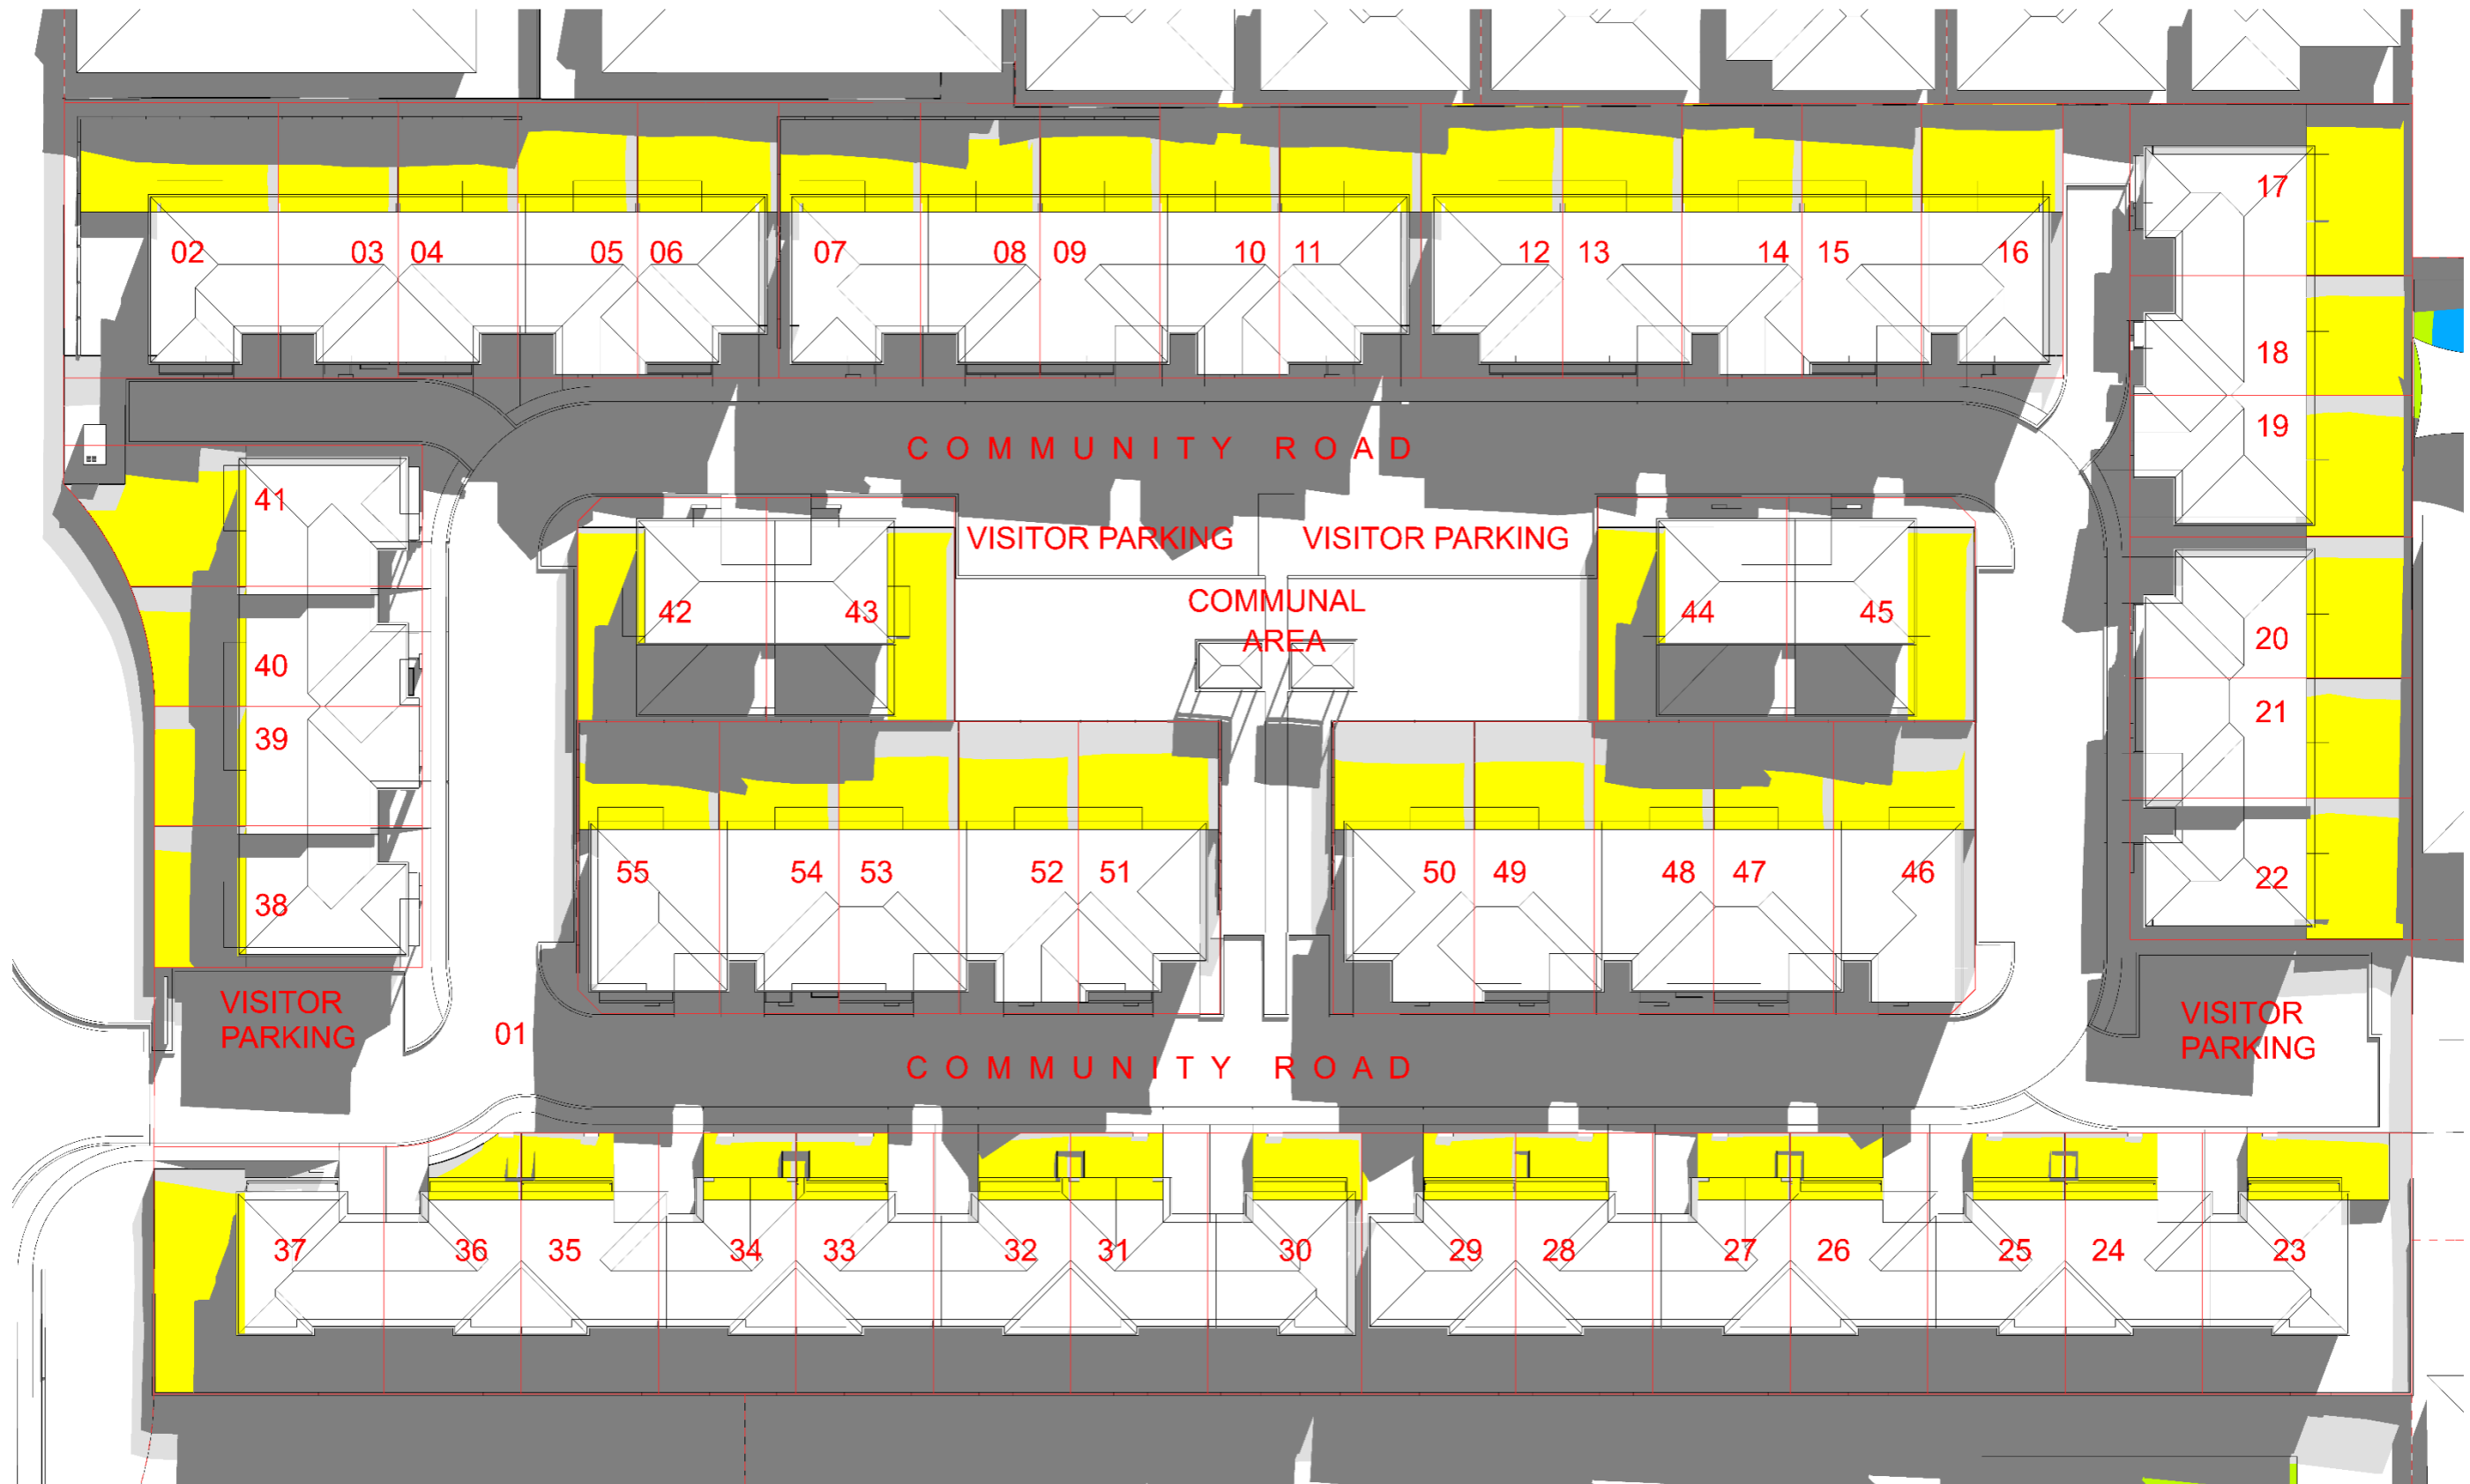 02 03 04 05 06 07 08 09 10 11 12 13 14 15 16
17
18
19
COMMUNITY ROAD
41
VISITOR PARKING VISITOR PARKING
42 43 44 45
COMMUNAL
AREA
40
39
38
20
21
22
55 54 53 52 51 50 49 48 47 46
VISITOR
PARKING
01
VISITOR
PARKING
COMMUNITY ROAD
37 36 35 34 33 32 31 30 29 28 27 26 25 24 23